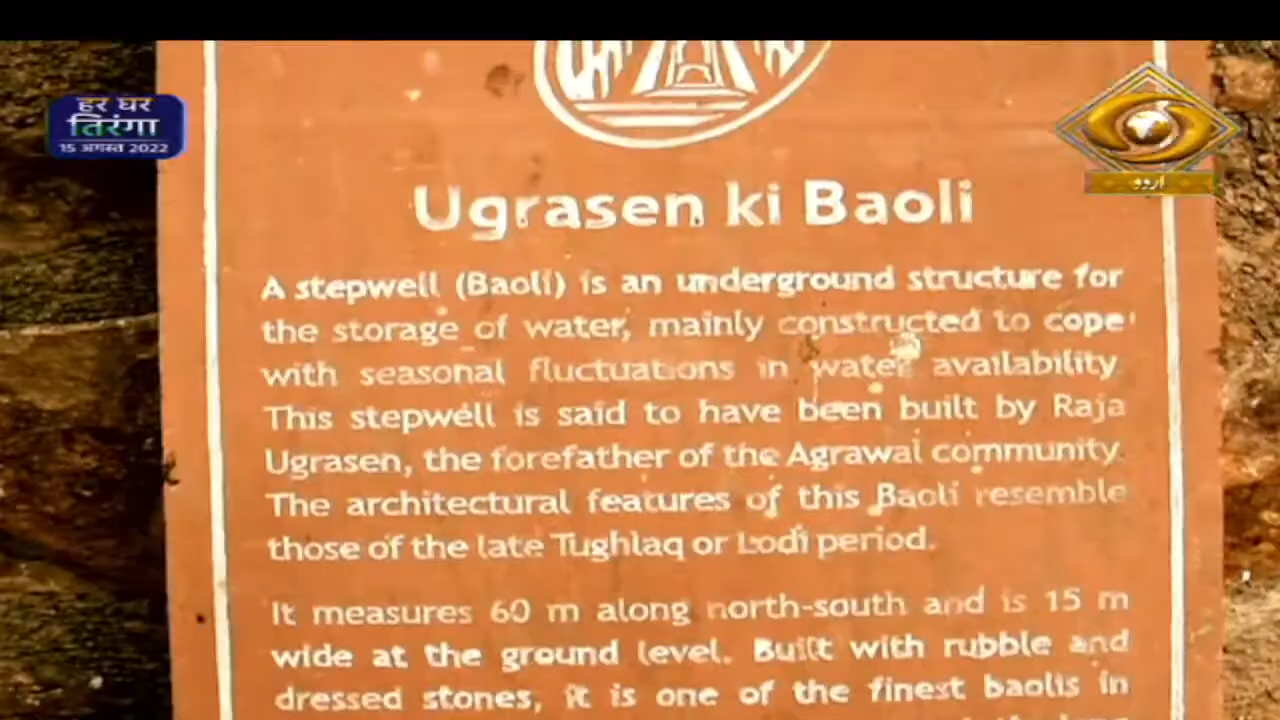 हर घर
तिरंगा
15 अगस्त 2022
اردو
Ugrasen ki Baoli
A stepwell (Baoli) is an underground structure for
the storage of water, mainly constructed to cope
with seasonal fluctuations in water availability.
This stepwell is said to have been built by Raja
Ugrasen, the forefather of the Agrawal community.
The architectural features of this Baoli resemble
those of the late Tughlaq or Lodi period.
It measures 60 m along north-south and is 15 m
wide at the ground level. Built with rubble and
dressed stones, it is one of the finest baolis in